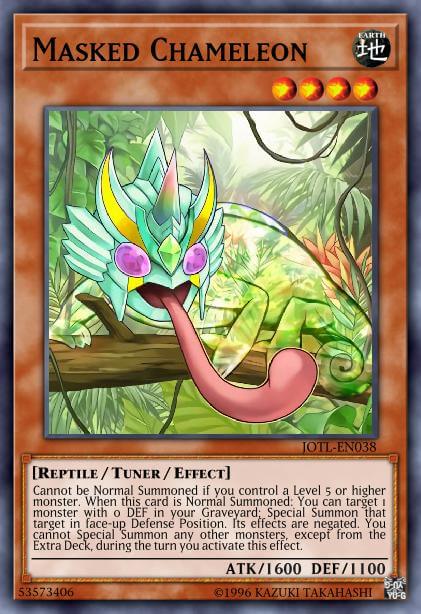 Masked Chameleon
EARTH
地
JOTL-EN038
[Reptile / Tuner / Effect]
Cannot be Normal Summoned if you control a Level 5 or higher
monster. When this card is Normal Summoned: You can target 1
monster with 0 DEF in your Graveyard; Special Summon that
target in face-up Defense Position. Its effects are negated. You
cannot Special Summon any other monsters, except from the
Extra Deck, during the turn you activate this effect.
ATK/1600 DEF/1100
53573406
©1996 KAZUKI TAKAHASHI